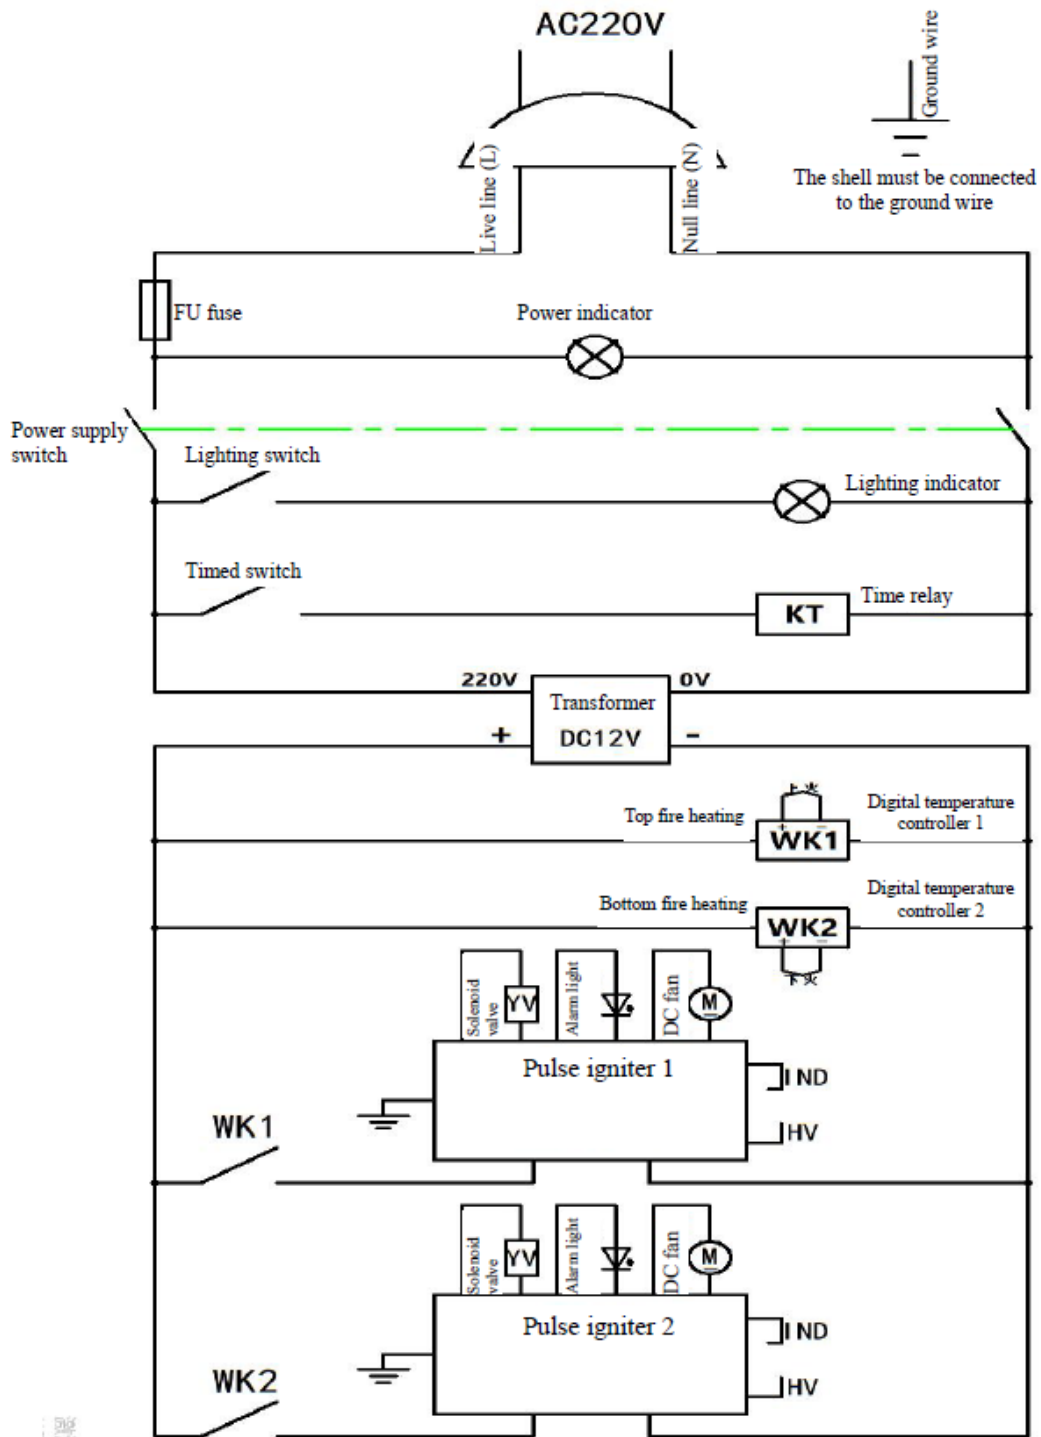 AC220V
Ground wire
Live line (L)
Null line (N)
The shell must be connected
to the ground wire
FU fuse
Power indicator
Power supply
switch
Lighting switch
Lighting indicator
Timed switch
KT
Time relay
220V
0V
Transformer
DC12V
+
-
Top fire heating
上火
+ -
WK1
Digital temperature
controller 1
Bottom fire heating
WK2
+ -
下火
Digital temperature
controller 2
Solenoid
valve
YV
Alarm light
DC fan
M
Pulse igniter 1
IND
HV
WK1
Solenoid
valve
YV
Alarm light
DC fan
M
Pulse igniter 2
IND
HV
WK2